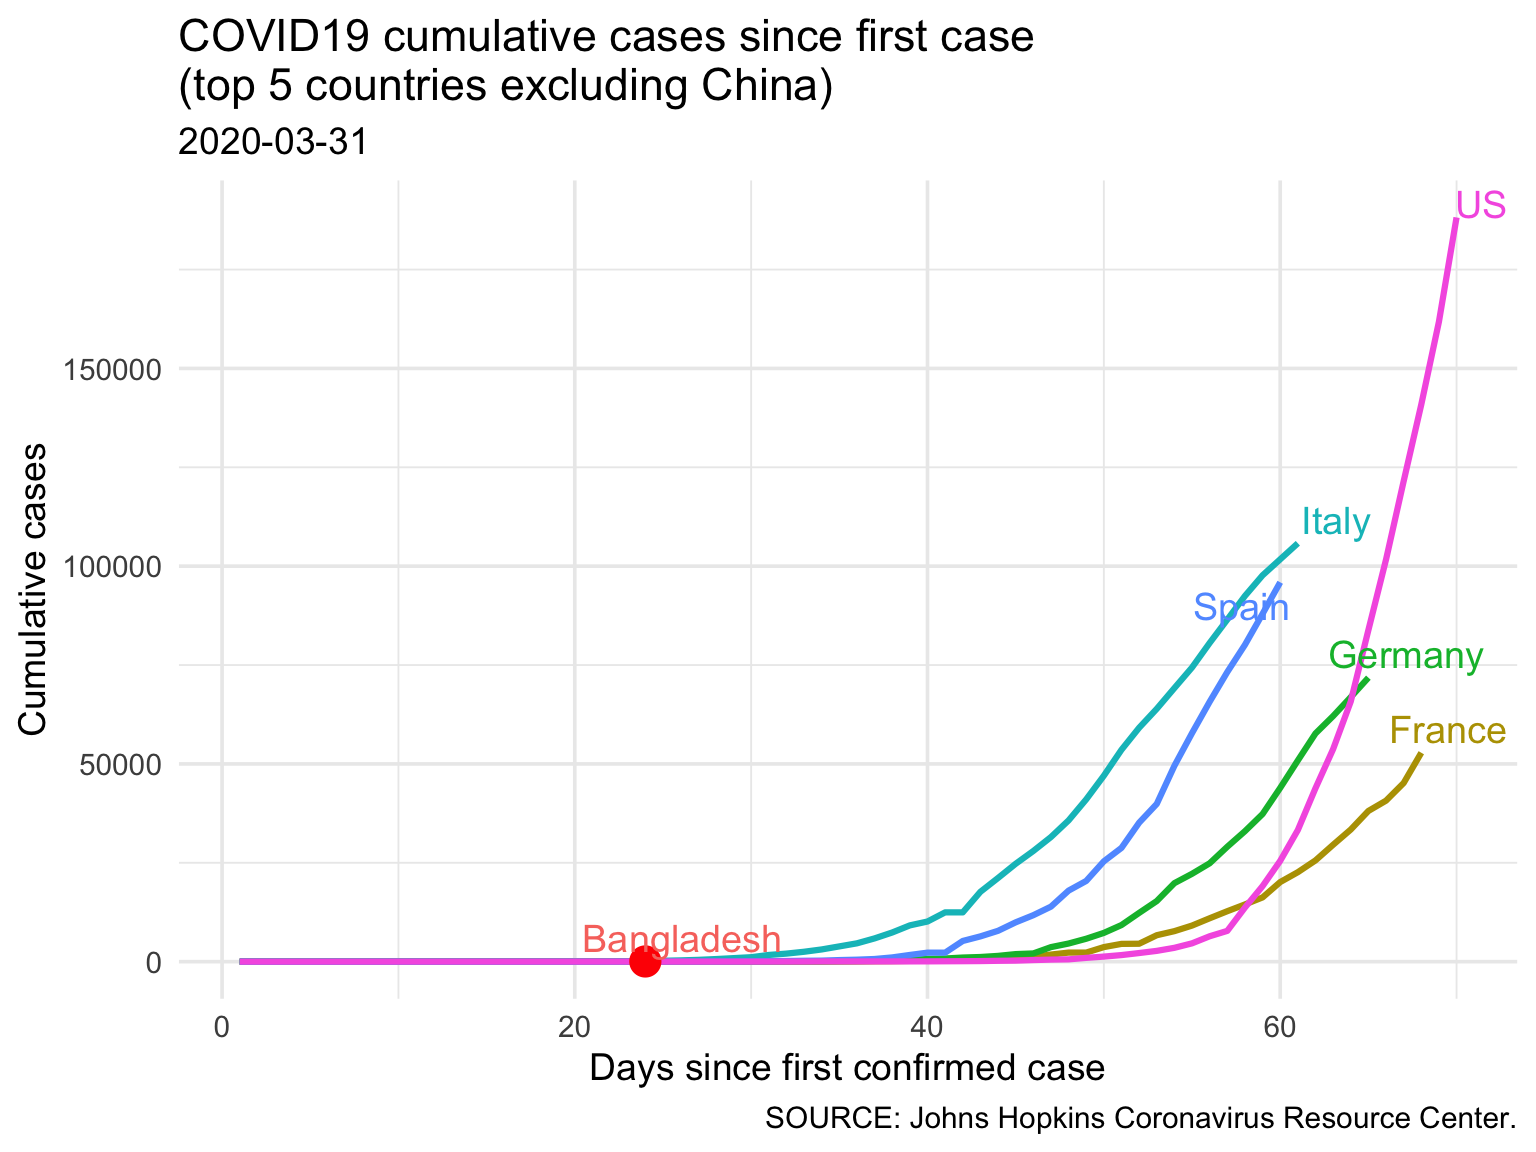 COVID19 cumulative cases since first case
(top 5 countries excluding China)
2020-03-31
US
150000
Italy
100000
Spain
Germany
France
50000
Bangladesh
0
Cumulative cases
0 20 40 60
Days since first confirmed case
SOURCE: Johns Hopkins Coronavirus Resource Center.